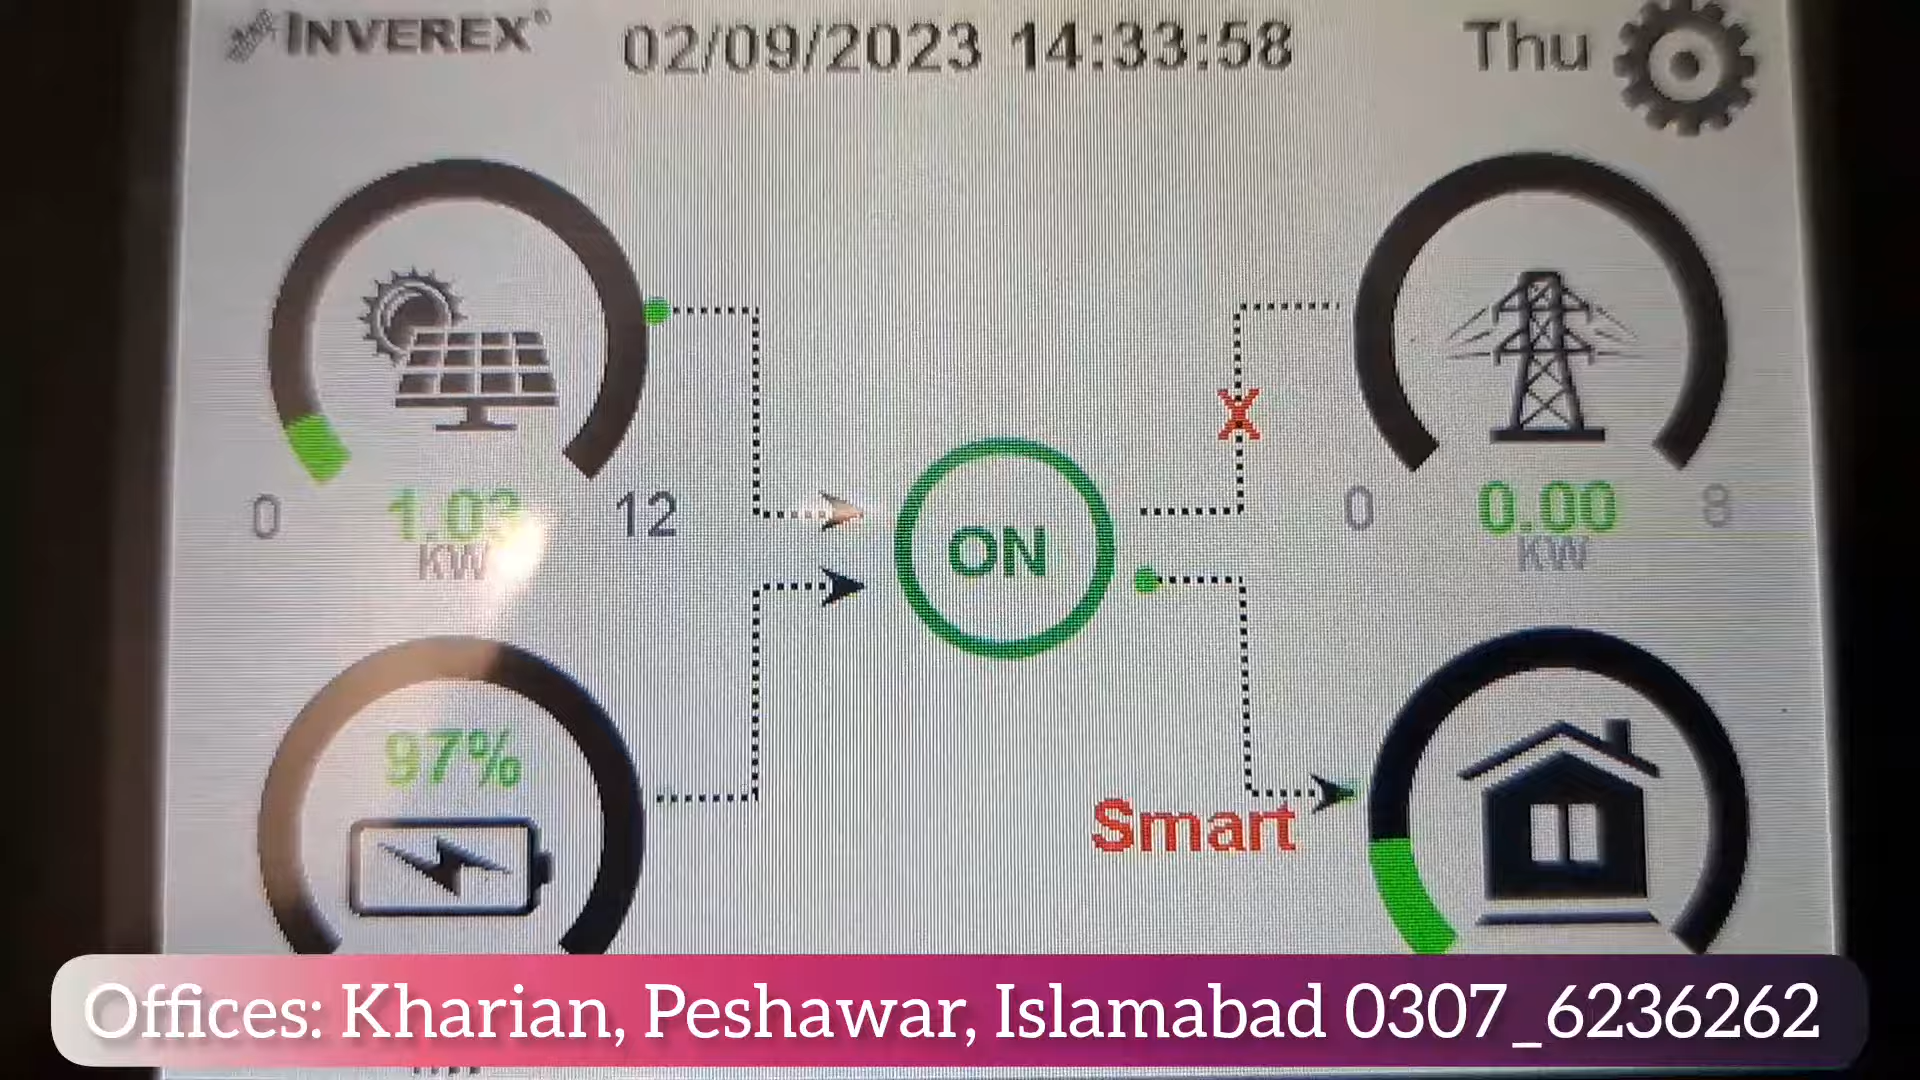 INVEREX®
02/09/2023 14:33:58
Thu
0
KW
12
0
0.00
KW
8
ON
97%
Smart
Offices: Kharian, Peshawar, Islamabad 0307_6236262